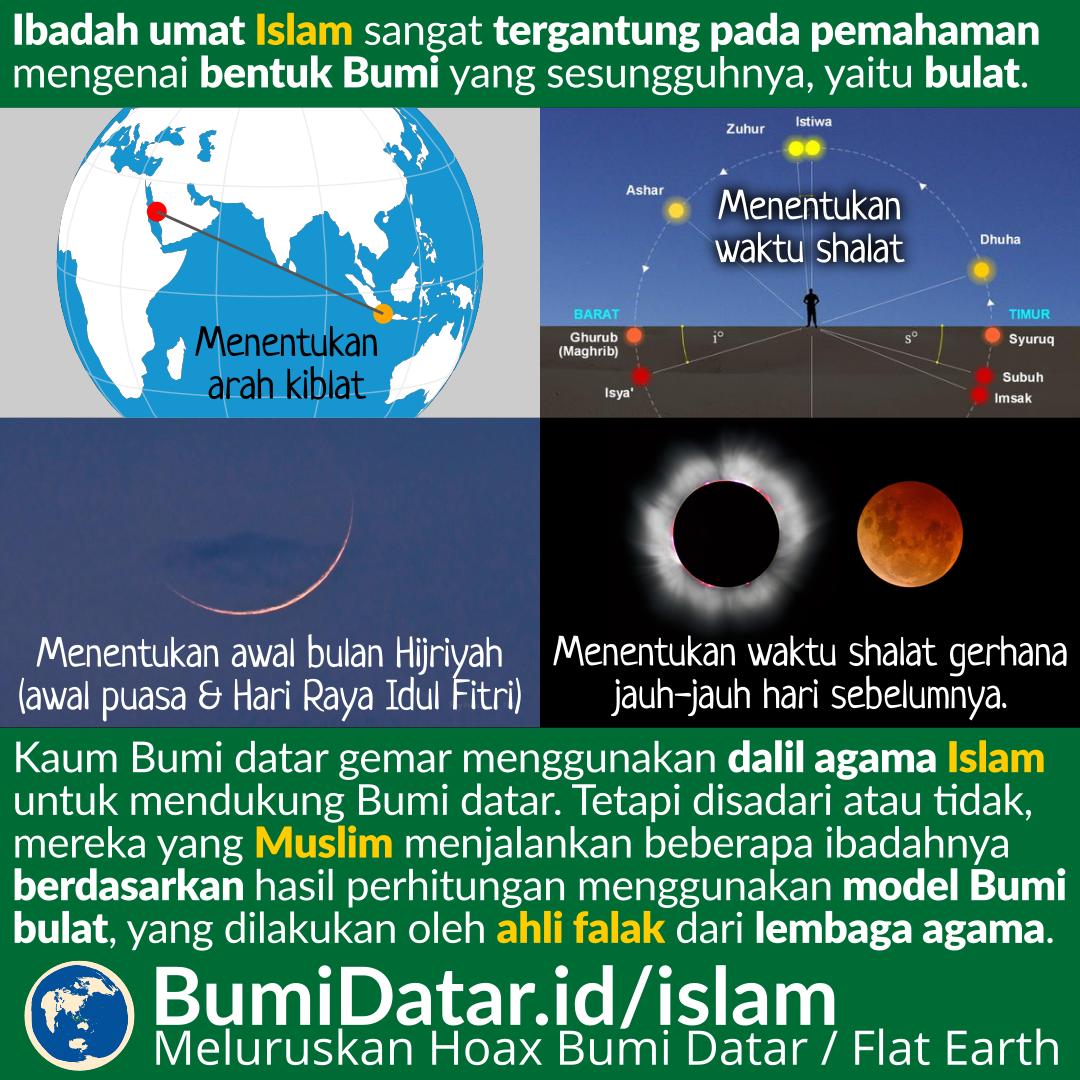 Ibadah umat Islam sangat tergantung pada pemahaman
mengenai bentuk Bumi yang sesungguhnya, yaitu bulat.
Menentukan
arah kiblat
Zuhur
Istiwa
Ashar
Menentukan
waktu shalat
Dhuha
BARAT
TIMUR
Ghurub
(Maghrib)
i°
s°
Syuruq
Isya'
Subuh
Imsak
Menentukan awal bulan Hijriyah
(awal puasa & Hari Raya Idul Fitri)
Menentukan waktu shalat gerhana
jauh-jauh hari sebelumnya.
Kaum Bumi datar gemar menggunakan dalil agama Islam
untuk mendukung Bumi datar. Tetapi disadari atau tidak,
mereka yang Muslim menjalankan beberapa ibadahnya
berdasarkan hasil perhitungan menggunakan model Bumi
bulat, yang dilakukan oleh ahli falak dari lembaga agama.
BumiDatar.id/islam
Meluruskan Hoax Bumi Datar / Flat Earth